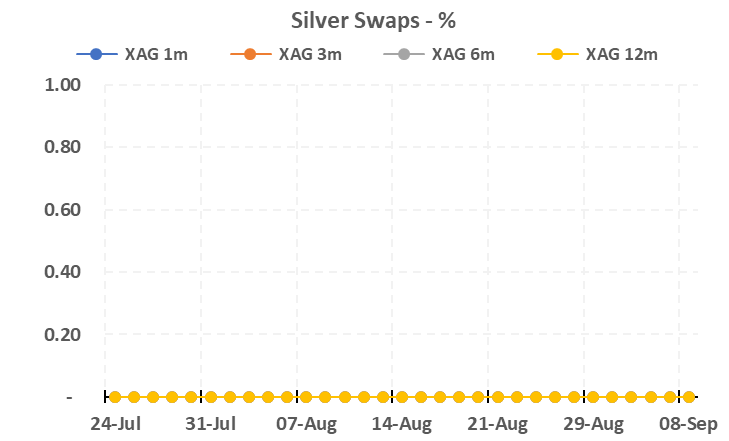 Silver Swaps - %
XAG 1m XAG 3m XAG 6m XAG 12m
1.00
0.80
0.60
0.40
0.20
-
24-Jul 31-Jul 07-Aug 14-Aug 21-Aug 29-Aug 08-Sep